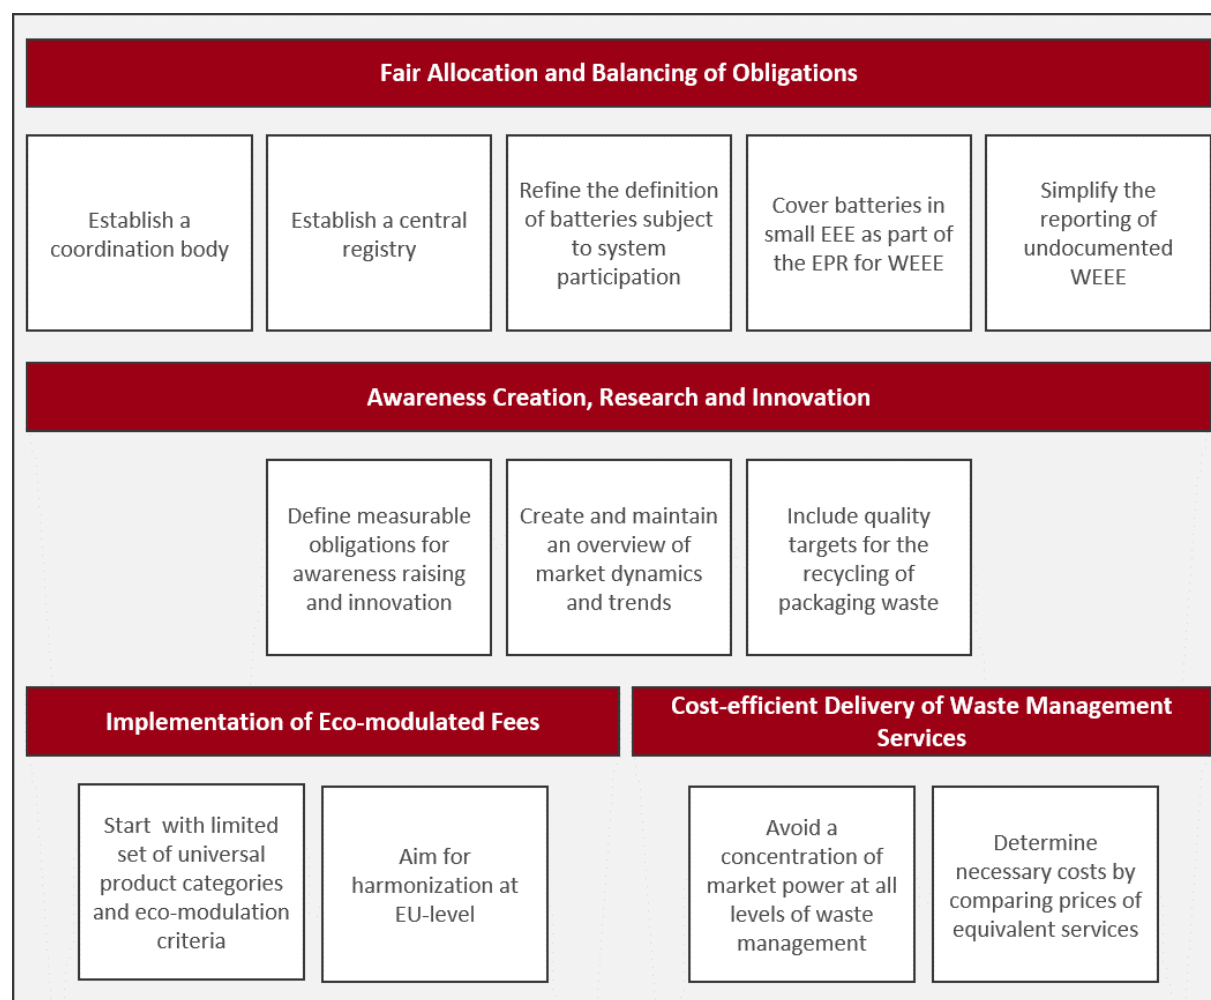 Fair Allocation and Balancing of Obligations
Establish a
coordination body
Establish a central
registry
Refine the definition
of batteries subject
to system
participation
Cover batteries in
small EEE as part of
the EPR for WEEE
Simplify the
reporting of
undocumented
WEEE
Awareness Creation, Research and Innovation
Define measurable
obligations for
awareness raising
and innovation
Create and maintain
an overview of
market dynamics
and trends
Include quality
targets for the
recycling of
packaging waste
Implementation of Eco-modulated Fees
Start with limited
set of universal
product categories
and eco-modulation
criteria
Aim for
harmonization at
EU-level
Cost-efficient Delivery of Waste Management
Services
Avoid a
concentration of
market power at all
levels of waste
management
Determine
necessary costs by
comparing prices of
equivalent services